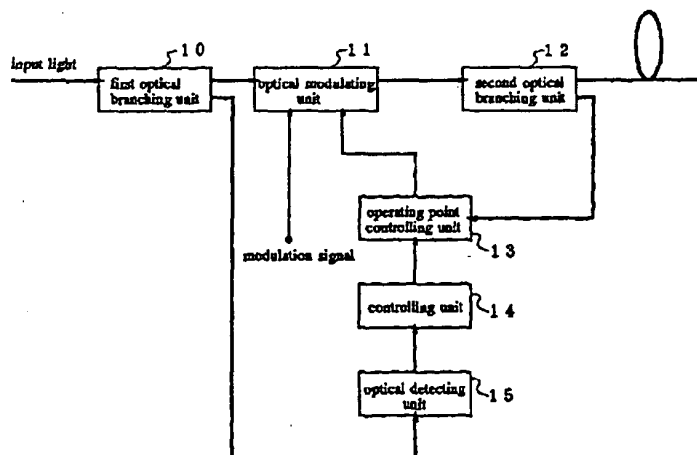 10
11
12
input light
first optical
branching unit
optical modulating
unit
second optical
branching unit
operating point
controlling unit
13
modulation signal
controlling unit
14
optical detecting
unit
15